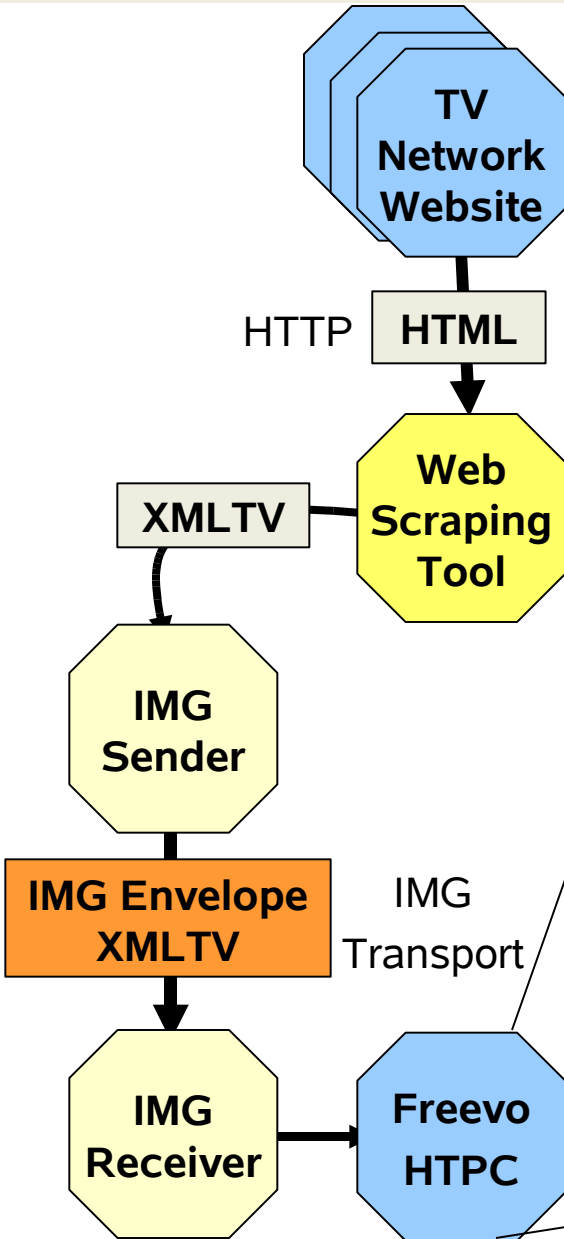 TV
Network
Website
HTTP
HTML
Web
Scraping
Tool
XMLTV
IMG
Sender
IMG Envelope
XMLTV
IMG
Transport
IMG
Receiver
Freevo
HTPC